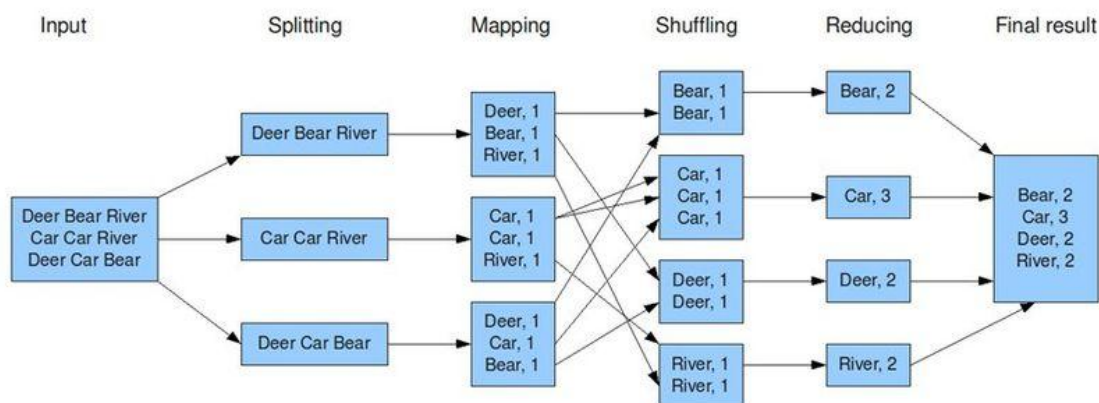 Input
Splitting
Mapping
Shuffling
Reducing
Final result
Deer Bear River
Car Car River
Deer Car Bear
Deer Bear River
Car Car River
Deer Car Bear
Deer, 1
Bear, 1
River, 1
Car, 1
Car, 1
River, 1
Deer, 1
Car, 1
Bear, 1
Bear, 1
Bear, 1
Car, 1
Car, 1
Car, 1
Deer, 1
Deer, 1
River, 1
River, 1
Bear, 2
Car, 3
Deer, 2
River, 2
Bear, 2
Car, 3
Deer, 2
River, 2